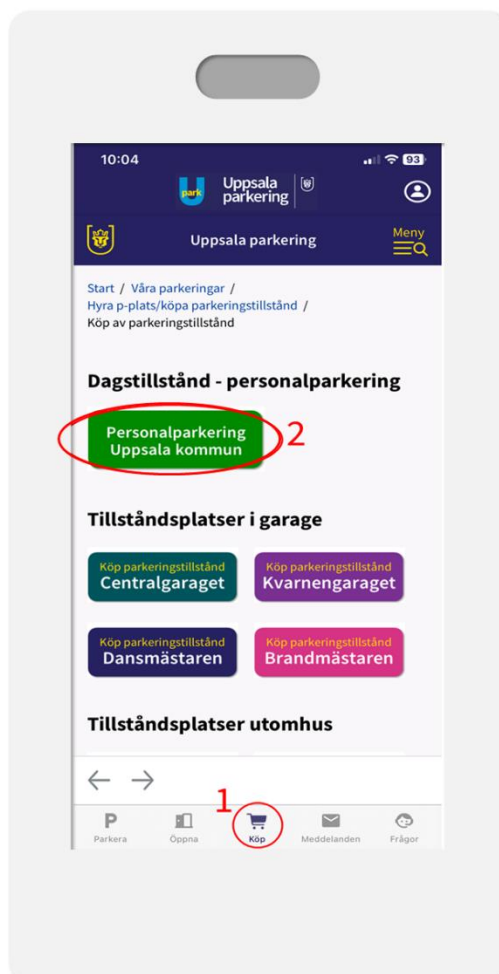 10:04
93
park
Uppsala
parkering
Uppsala parkering
Meny
Start / Våra parkeringar /
Hyra p-plats/köpa parkeringstillstånd /
Köp av parkeringstillstånd
Dagstillstånd - personalparkering
Personalparkering
Uppsala kommun
2
Tillståndsplatser i garage
Köp parkeringstillstånd
Centralgaraget
Köp parkeringstillstånd
Kvarnengaraget
Köp parkeringstillstånd
Dansmästaren
Köp parkeringstillstånd
Brandmästaren
Tillståndsplatser utomhus
1
P
Parkera
Öppna
Köp
Meddelanden
Frågor